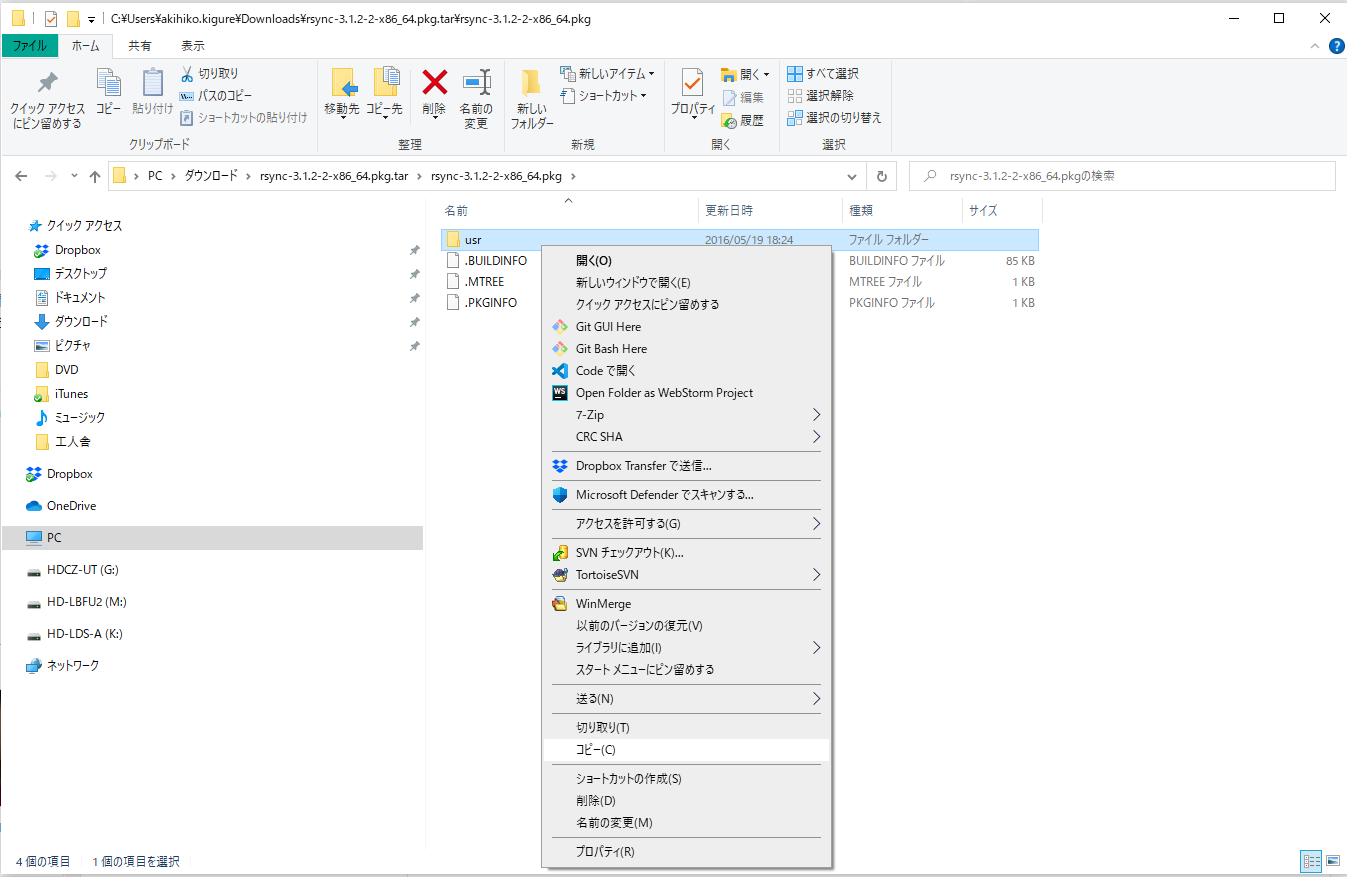 C:¥Users¥akihiko.kigure¥Downloads¥rsync-3.1.2-2-x86_64.pkg.tar¥rsync-3.1.2-2-x86_64.pkg
ファイル ホーム 共有 表示
クイック アクセス
にピン留めする
コピー
貼り付け
切り取り
パスのコピー
ショートカットの貼り付け
クリップボード
移動先
コピー先
削除
名前の
変更
整理
新しい
フォルダー
新しいアイテム
ショートカット
新規
プロパティ
開く
編集
履歴
開く
すべて選択
選択解除
選択の切り替え
選択
PC › ダウンロード › rsync-3.1.2-2-x86_64.pkg.tar › rsync-3.1.2-2-x86_64.pkg ›
rsync-3.1.2-2-x86_64.pkgの検索
クイック アクセス
Dropbox
デスクトップ
ドキュメント
ダウンロード
ピクチャ
DVD
iTunes
ミュージック
工人舎
Dropbox
OneDrive
PC
HDCZ-UT (G:)
HD-LBFU2 (M:)
HD-LDS-A (K:)
ネットワーク
名前 更新日時 種類 サイズ
usr 2016/05/19 18:24 ファイル フォルダー
.BUILDINFO BUILDINFO ファイル 85 KB
.MTREE MTREE ファイル 1 KB
.PKGINFO PKGINFO ファイル 1 KB
開く(O)
新しいウィンドウで開く(E)
クイック アクセスにピン留めする
Git GUI Here
Git Bash Here
Code で開く
WS Open Folder as WebStorm Project
7-Zip
CRC SHA
Dropbox Transfer で送信...
Microsoft Defender でスキャンする...
アクセスを許可する(G)
SVN チェックアウト(K)...
TortoiseSVN
WinMerge
以前のバージョンの復元(V)
ライブラリに追加(I)
スタート メニューにピン留めする
送る(N)
切り取り(T)
コピー(C)
ショートカットの作成(S)
削除(D)
名前の変更(M)
プロパティ(R)
4 個の項目 1 個の項目を選択